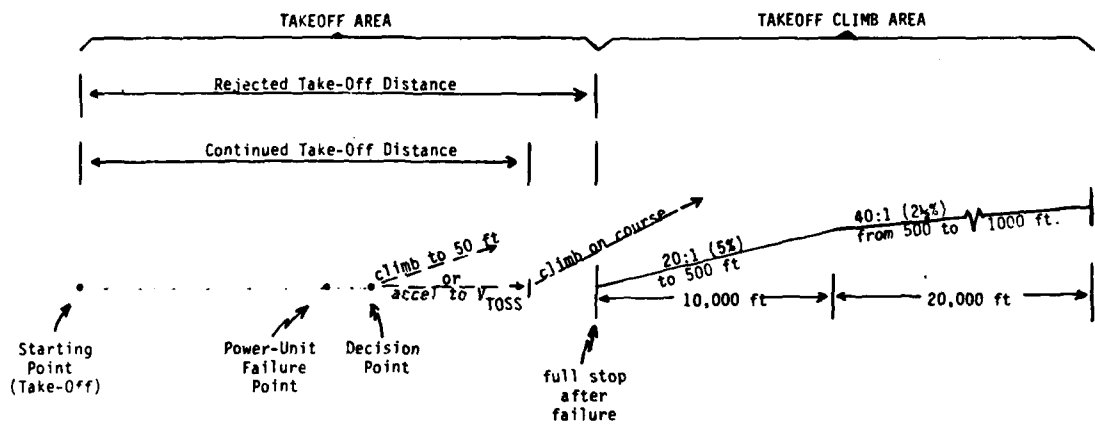 TAKEOFF AREA
TAKEOFF CLIMB AREA
Rejected Take-Off Distance
Continued Take-Off Distance
climb to 50 ft
or
accel to VTOSS
climb on course
20:1 (5%)
to 500 ft
40:1 (2½%)
from 500 to 1000 ft.
10,000 ft
20,000 ft
Starting
Point
(Take-Off)
Power-Unit
Failure
Point
Decision
Point
full stop
after
failure